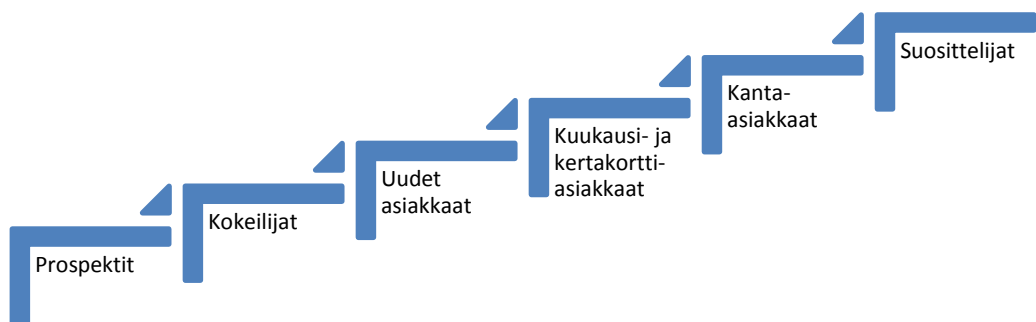 Prospektit
Kokeilijat
Uudet
asiakkaat
Kuukausi- ja
kertakortti-
asiakkaat
Kanta-
asiakkaat
Suosittelijat